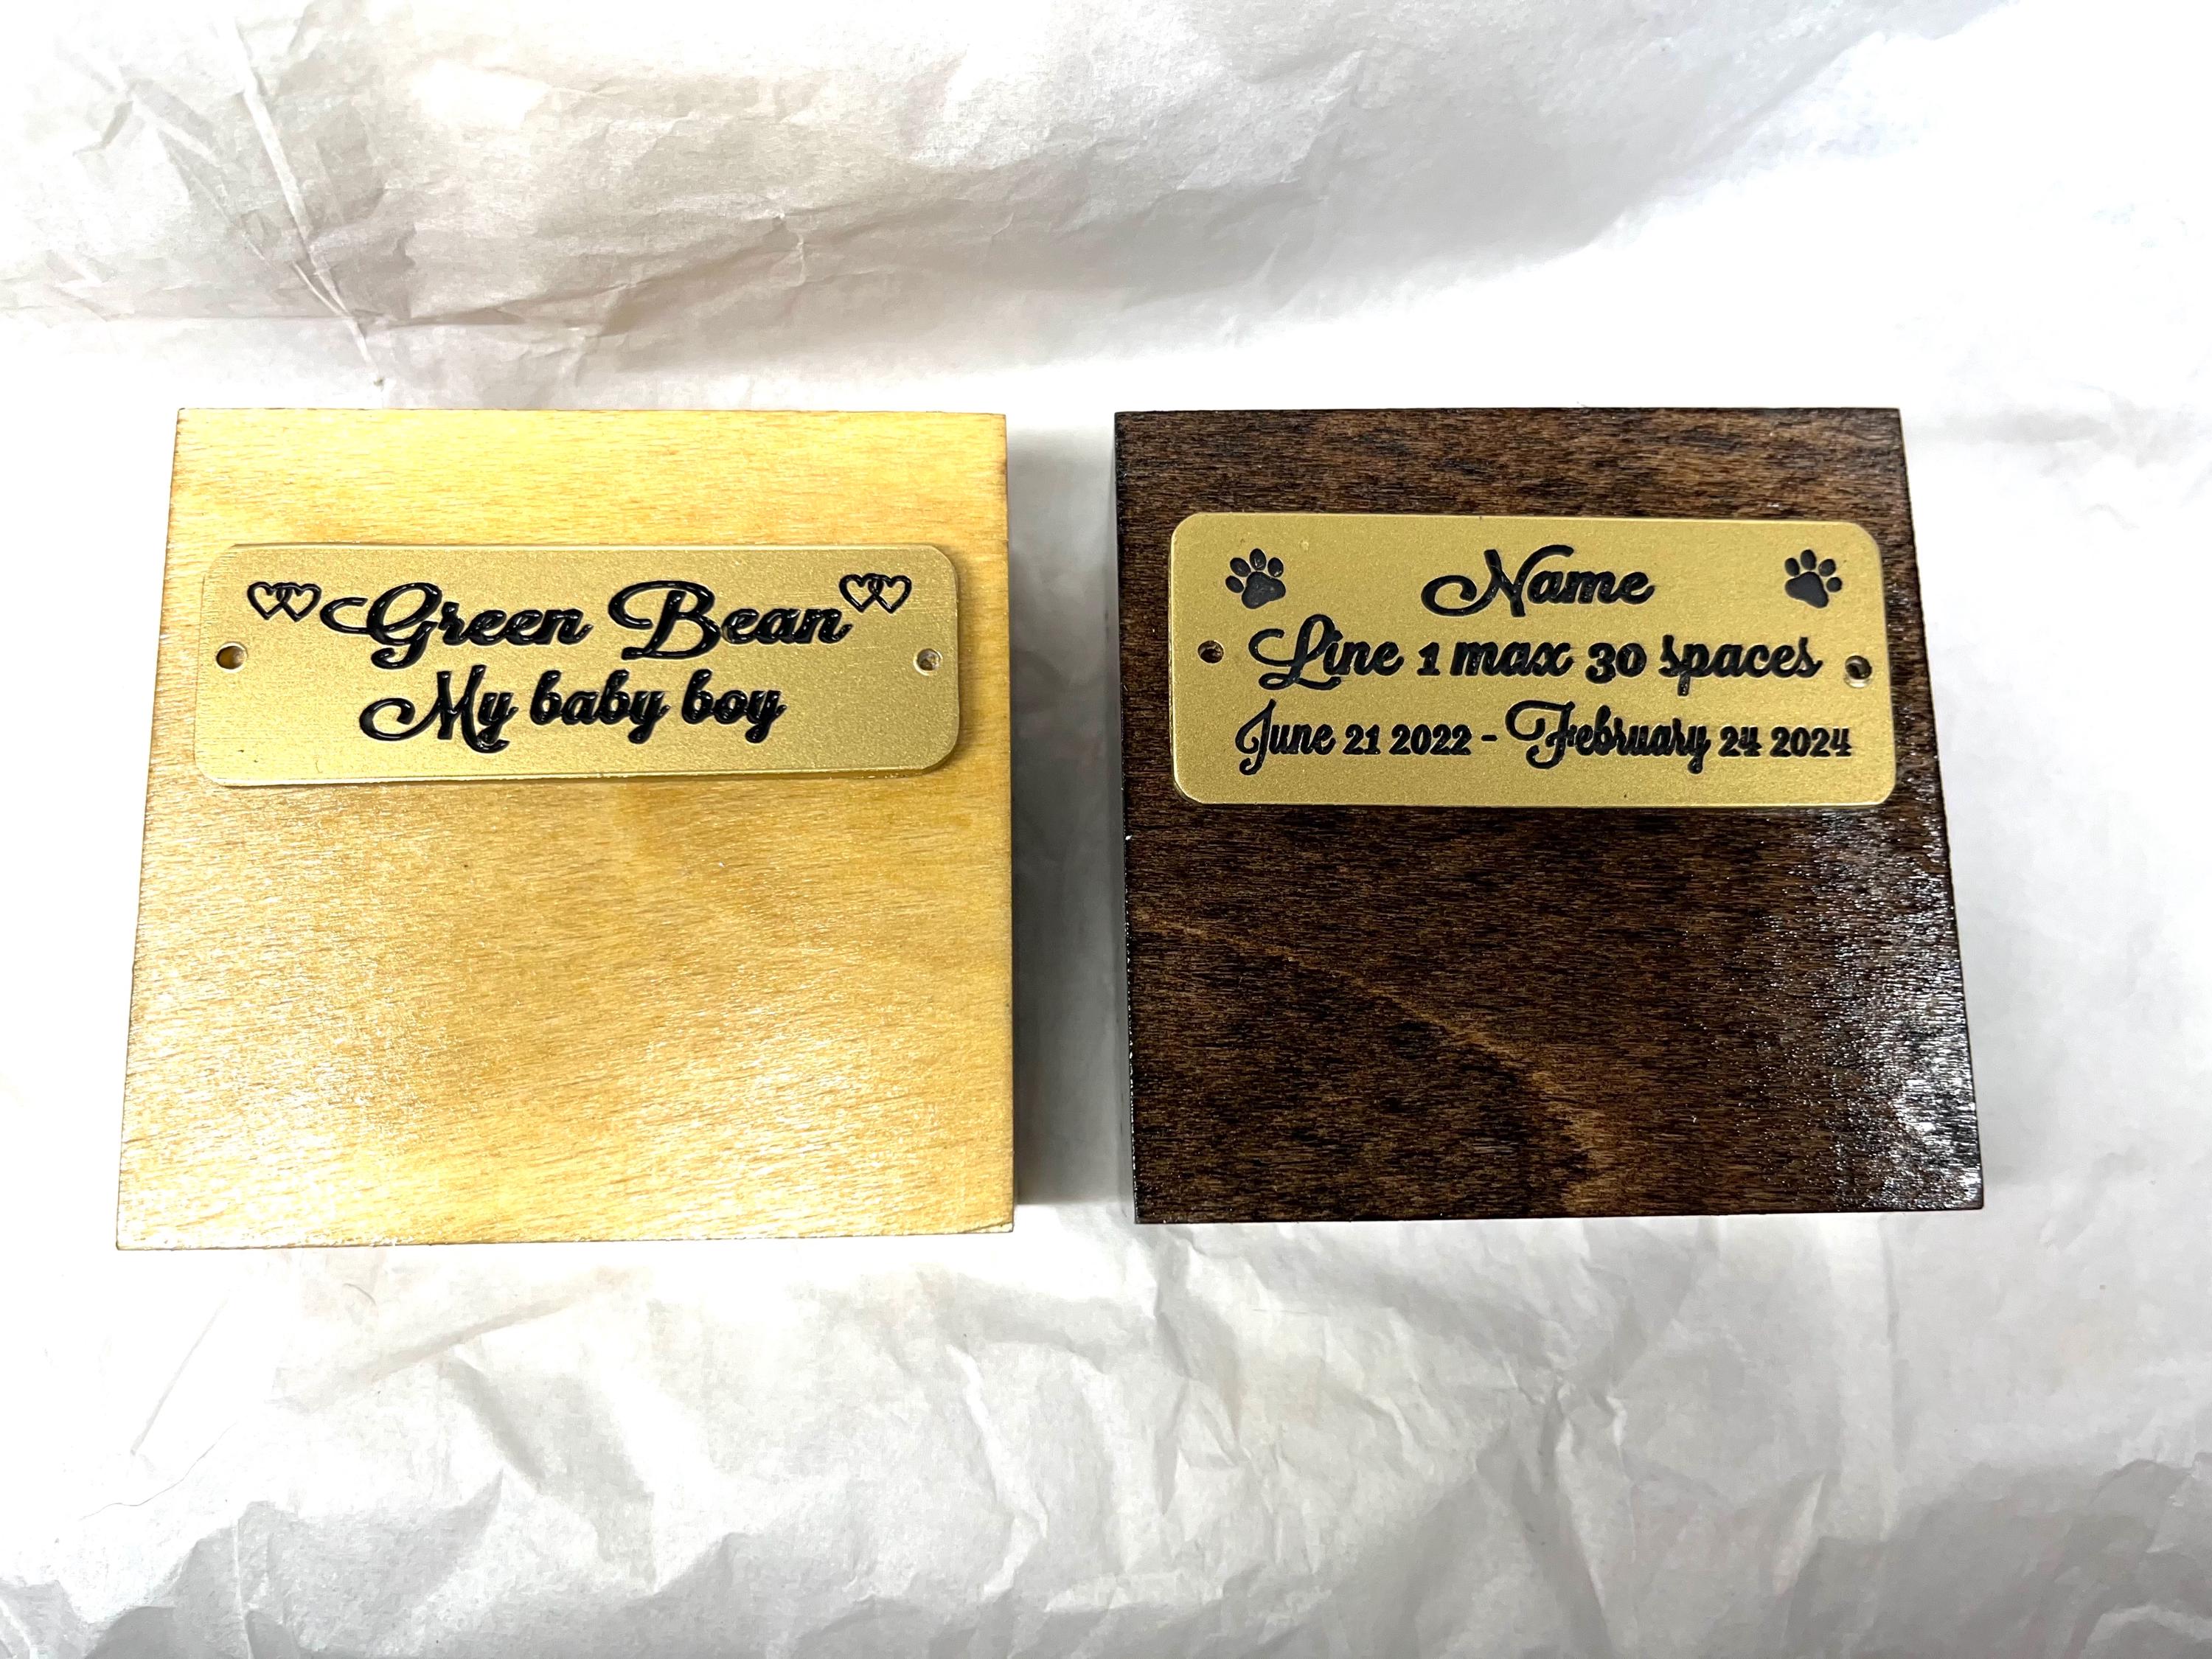 Green Bean
My baby boy
Name
Line 1 max 30 spaces
June 21 2022 - February 24 2024